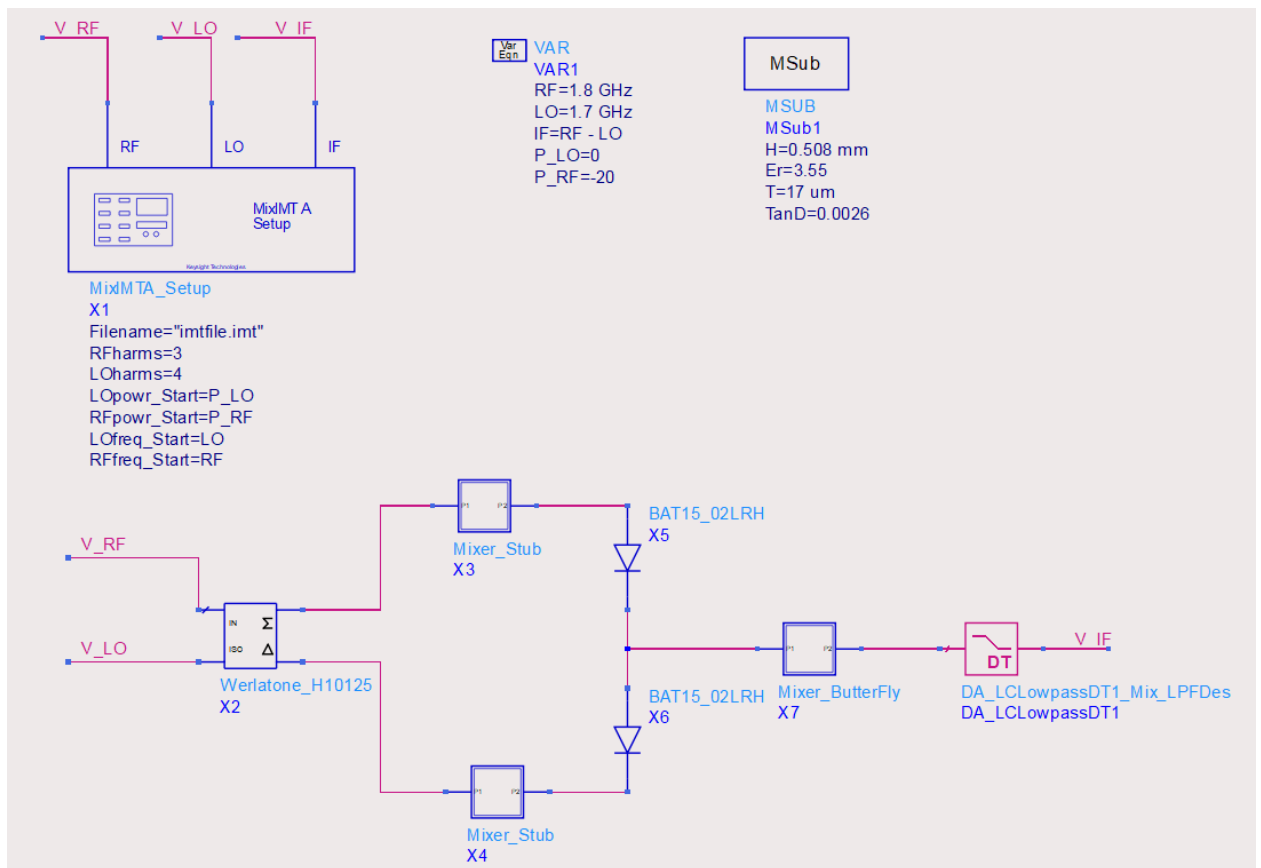 V_RF
V_LO
V_IF
RF
LO
IF
MixIMT A
Setup
Keysight Technologies
MixIMTA_Setup
X1
Filename="imtfile.imt"
RFharms=3
LOharms=4
LOpowr_Start=P_LO
RFpowr_Start=P_RF
LOfreq_Start=LO
RFfreq_Start=RF
Var
Eqn
VAR
VAR1
RF=1.8 GHz
LO=1.7 GHz
IF=RF - LO
P_LO=0
P_RF=-20
MSub
MSUB
MSub1
H=0.508 mm
Er=3.55
T=17 um
TanD=0.0026
V_RF
V_LO
IN
Σ
ISO
Δ
Werlatone_H10125
X2
P1
P2
Mixer_Stub
X3
BAT15_02LRH
X5
BAT15_02LRH
X6
P1
P2
Mixer_Stub
X4
P1
P2
Mixer_ButterFly
X7
DT
V_IF
DA_LCLowpassDT1_Mix_LPFDes
DA_LCLowpassDT1